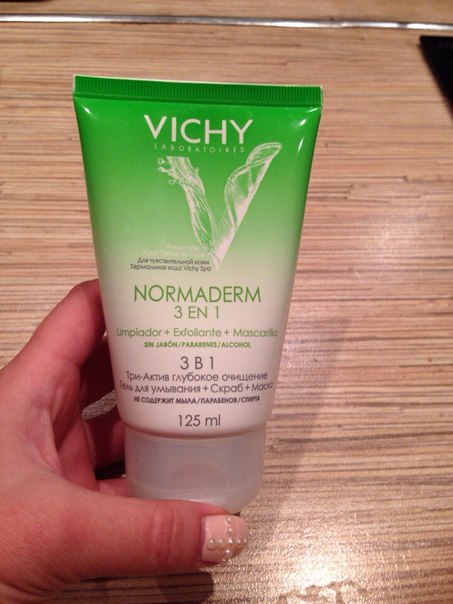 VICHY
LABORATOIRES
Для чувствительной кожи
Термальная вода Vichy Spa
NORMADERM
3 EN 1
Limpiador + Exfoliante + Mascarilla
SIN JABÓN/PARABENES/ALCOHOL
3 В 1
Три-Актив глубокое очищение
Гель для умывания + Скраб + Маска
НЕ СОДЕРЖИТ МЫЛА/ПАРАБЕНОВ/СПИРТА
125 ml